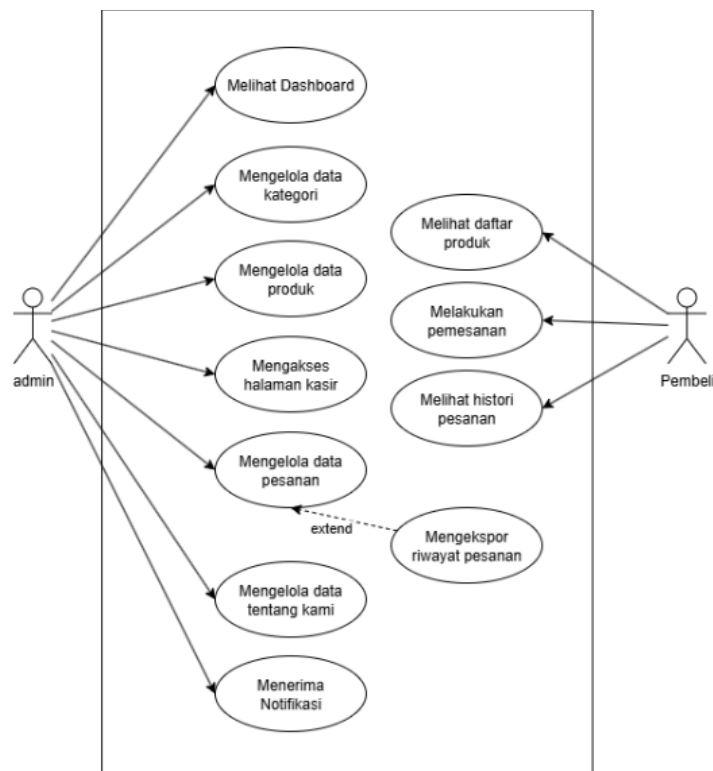 Melihat Dashboard
Mengelola data
kategori
Melihat daftar
produk
Mengelola data
produk
Melakukan
pemesanan
admin
Mengakses
halaman kasir
Pembeli
Melihat histori
pesanan
Mengelola data
pesanan
extend
Mengekspor
riwayat pesanan
Mengelola data
tentang kami
Menerima
Notifikasi